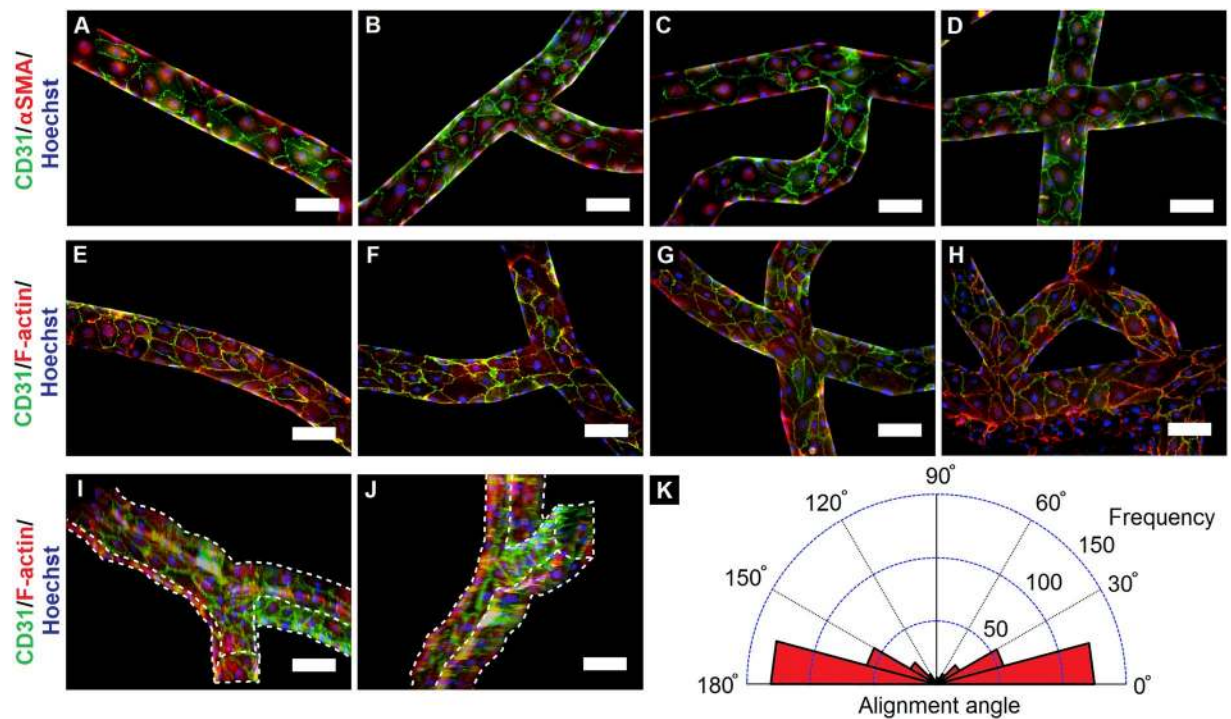 A
B
C
D
CD31/αSMA/
Hoechst
E
F
G
H
CD31/F-actin/
Hoechst
I
J
K
CD31/F-actin/
Hoechst
90°
120°
60°
Frequency
150°
150
100
30°
50
180°
0°
Alignment angle